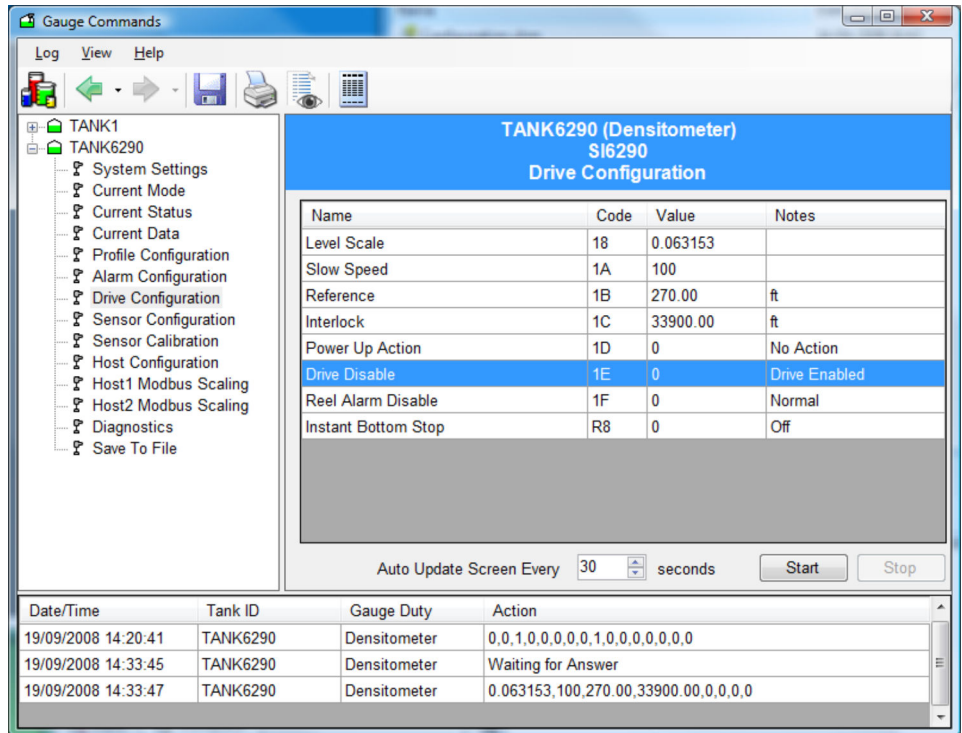 Gauge Commands
Log View Help
TANK1
TANK6290
System Settings
Current Mode
Current Status
Current Data
Profile Configuration
Alarm Configuration
Drive Configuration
Sensor Configuration
Sensor Calibration
Host Configuration
Host1 Modbus Scaling
Host2 Modbus Scaling
Diagnostics
Save To File
TANK6290 (Densitometer)
SI6290
Drive Configuration
Name Code Value Notes
Level Scale 18 0.063153
Slow Speed 1A 100
Reference 1B 270.00 ft
Interlock 1C 33900.00 ft
Power Up Action 1D 0 No Action
Drive Disable 1E 0 Drive Enabled
Reel Alarm Disable 1F 0 Normal
Instant Bottom Stop R8 0 Off
Auto Update Screen Every 30 seconds Start Stop
Date/Time Tank ID Gauge Duty Action
19/09/2008 14:20:41 TANK6290 Densitometer 0,0,1,0,0,0,0,0,1,0,0,0,0,0,0,0
19/09/2008 14:33:45 TANK6290 Densitometer Waiting for Answer
19/09/2008 14:33:47 TANK6290 Densitometer 0.063153,100,270.00,33900.00,0,0,0,0